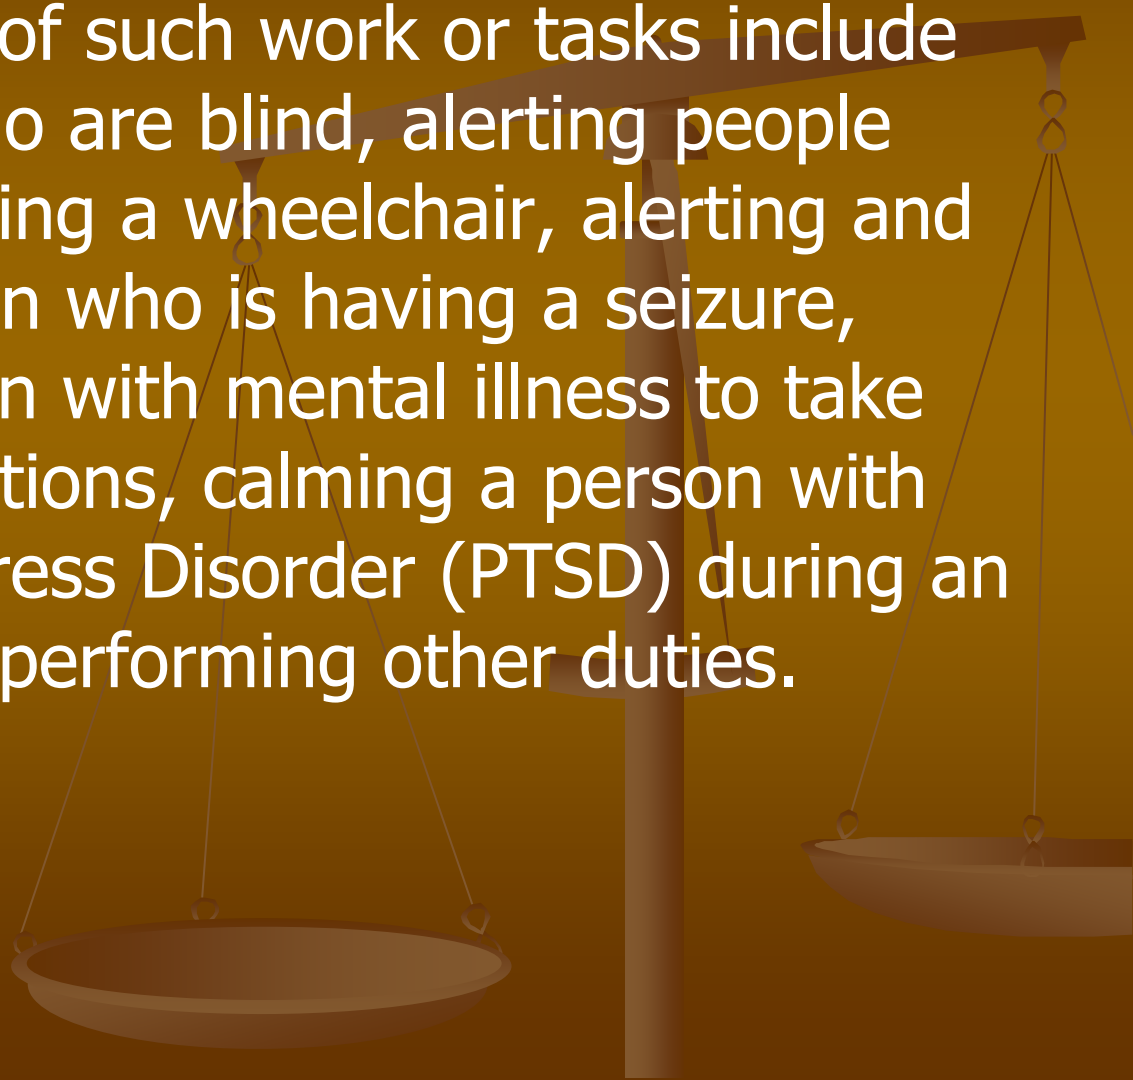 of such work or tasks include
o are blind, alerting people
ing a wheelchair, alerting and
n who is having a seizure,
n with mental illness to take
tions, calming a person with
ress Disorder (PTSD) during an
performing other duties.